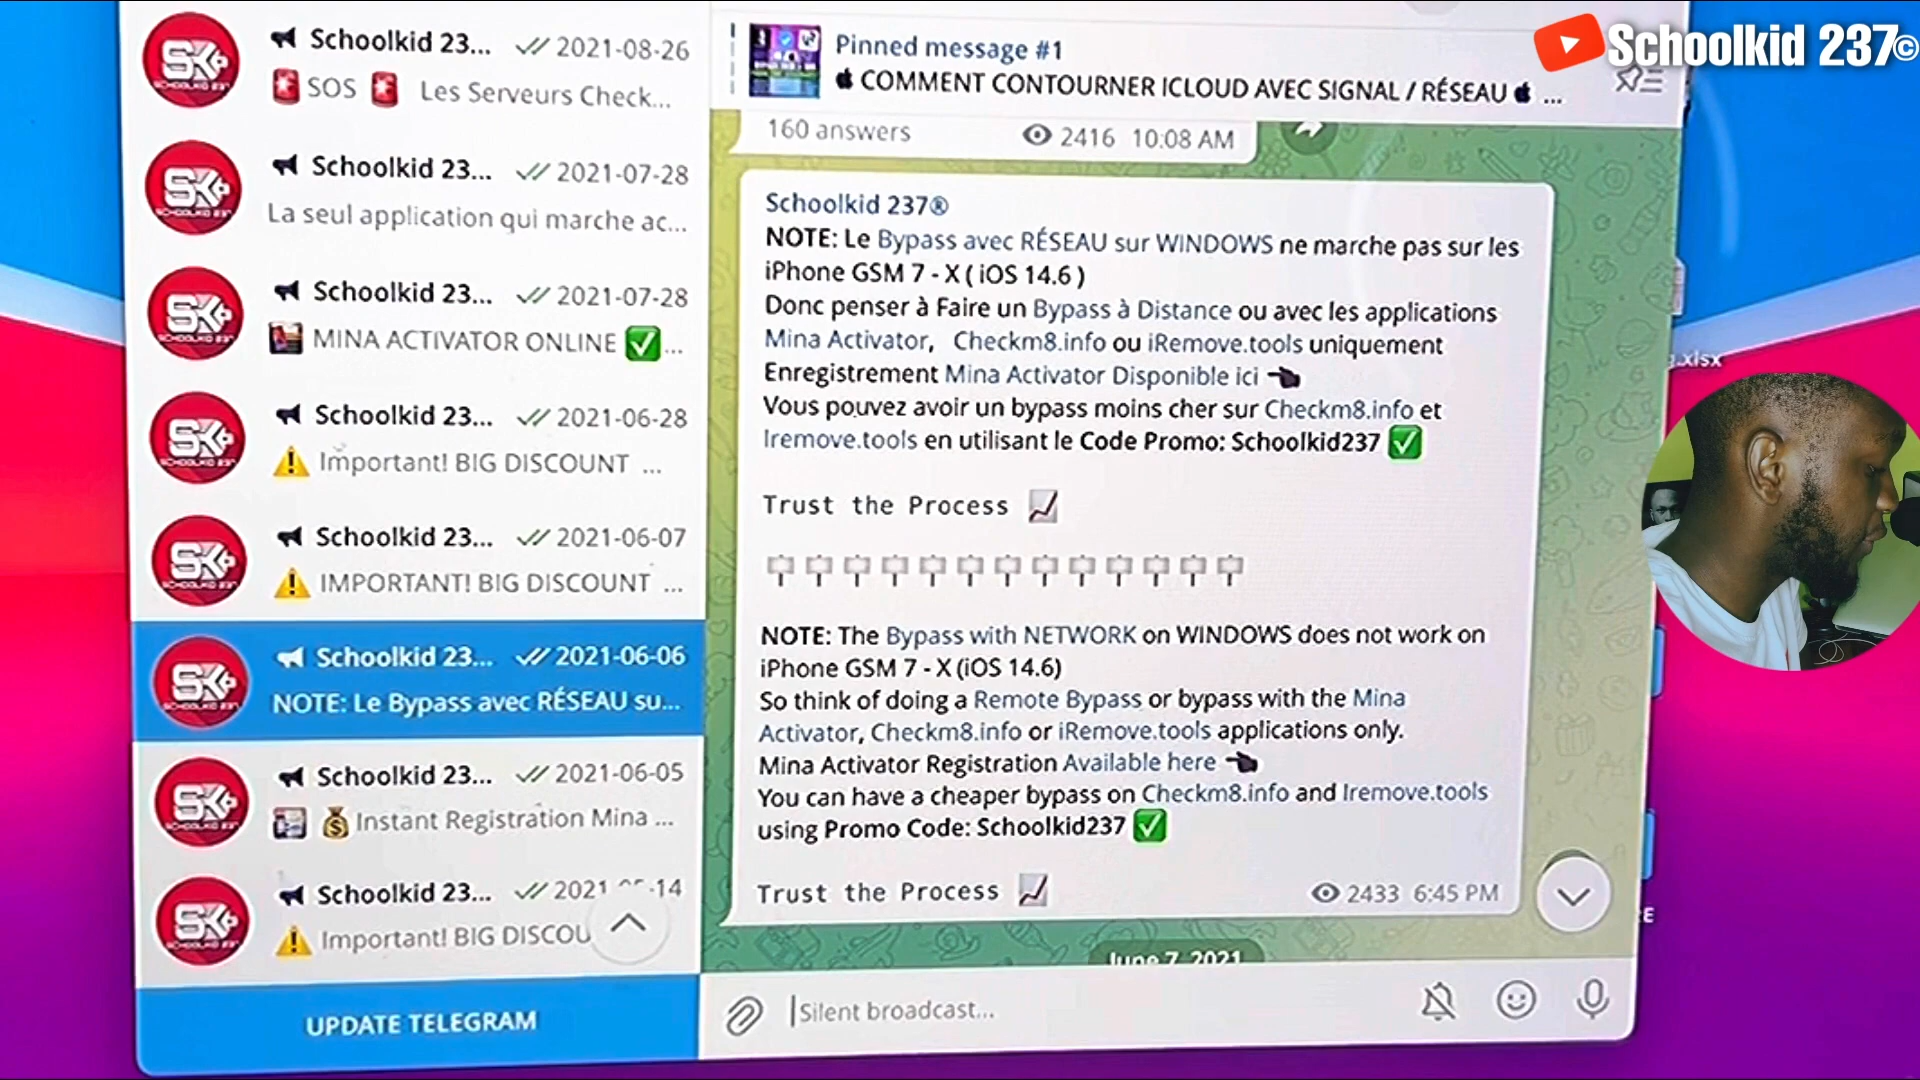 Schoolkid 237©
Schoolkid 23... 2021-08-26
SOS Les Serveurs Check...
Schoolkid 23... 2021-07-28
La seul application qui marche ac...
Schoolkid 23... 2021-07-28
MINA ACTIVATOR ONLINE ✅...
Schoolkid 23... 2021-06-28
⚠ Important! BIG DISCOUNT ...
Schoolkid 23... 2021-06-07
⚠ IMPORTANT! BIG DISCOUNT ...
Schoolkid 23... 2021-06-06
NOTE: Le Bypass avec RÉSEAU su...
Schoolkid 23... 2021-06-05
Instant Registration Mina ...
Schoolkid 23... 2021 -14
⚠ Important! BIG DISCOU
UPDATE TELEGRAM
Pinned message #1
COMMENT CONTOURNER ICLOUD AVEC SIGNAL / RÉSEAU ...
160 answers 2416 10:08 AM
Schoolkid 237®
NOTE: Le Bypass avec RÉSEAU sur WINDOWS ne marche pas sur les
iPhone GSM 7 - X ( iOS 14.6 )
Donc penser à Faire un Bypass à Distance ou avec les applications
Mina Activator, Checkm8.info ou iRemove.tools uniquement
Enregistrement Mina Activator Disponible ici
Vous pouvez avoir un bypass moins cher sur Checkm8.info et
Iremove.tools en utilisant le Code Promo: Schoolkid237 ✅
Trust the Process
NOTE: The Bypass with NETWORK on WINDOWS does not work on
iPhone GSM 7 - X (iOS 14.6)
So think of doing a Remote Bypass or bypass with the Mina
Activator, Checkm8.info or iRemove.tools applications only.
Mina Activator Registration Available here
You can have a cheaper bypass on Checkm8.info and Iremove.tools
using Promo Code: Schoolkid237 ✅
Trust the Process 2433 6:45 PM
June 7, 2021
Silent broadcast...
.xlsx
SCHOOLKID 237